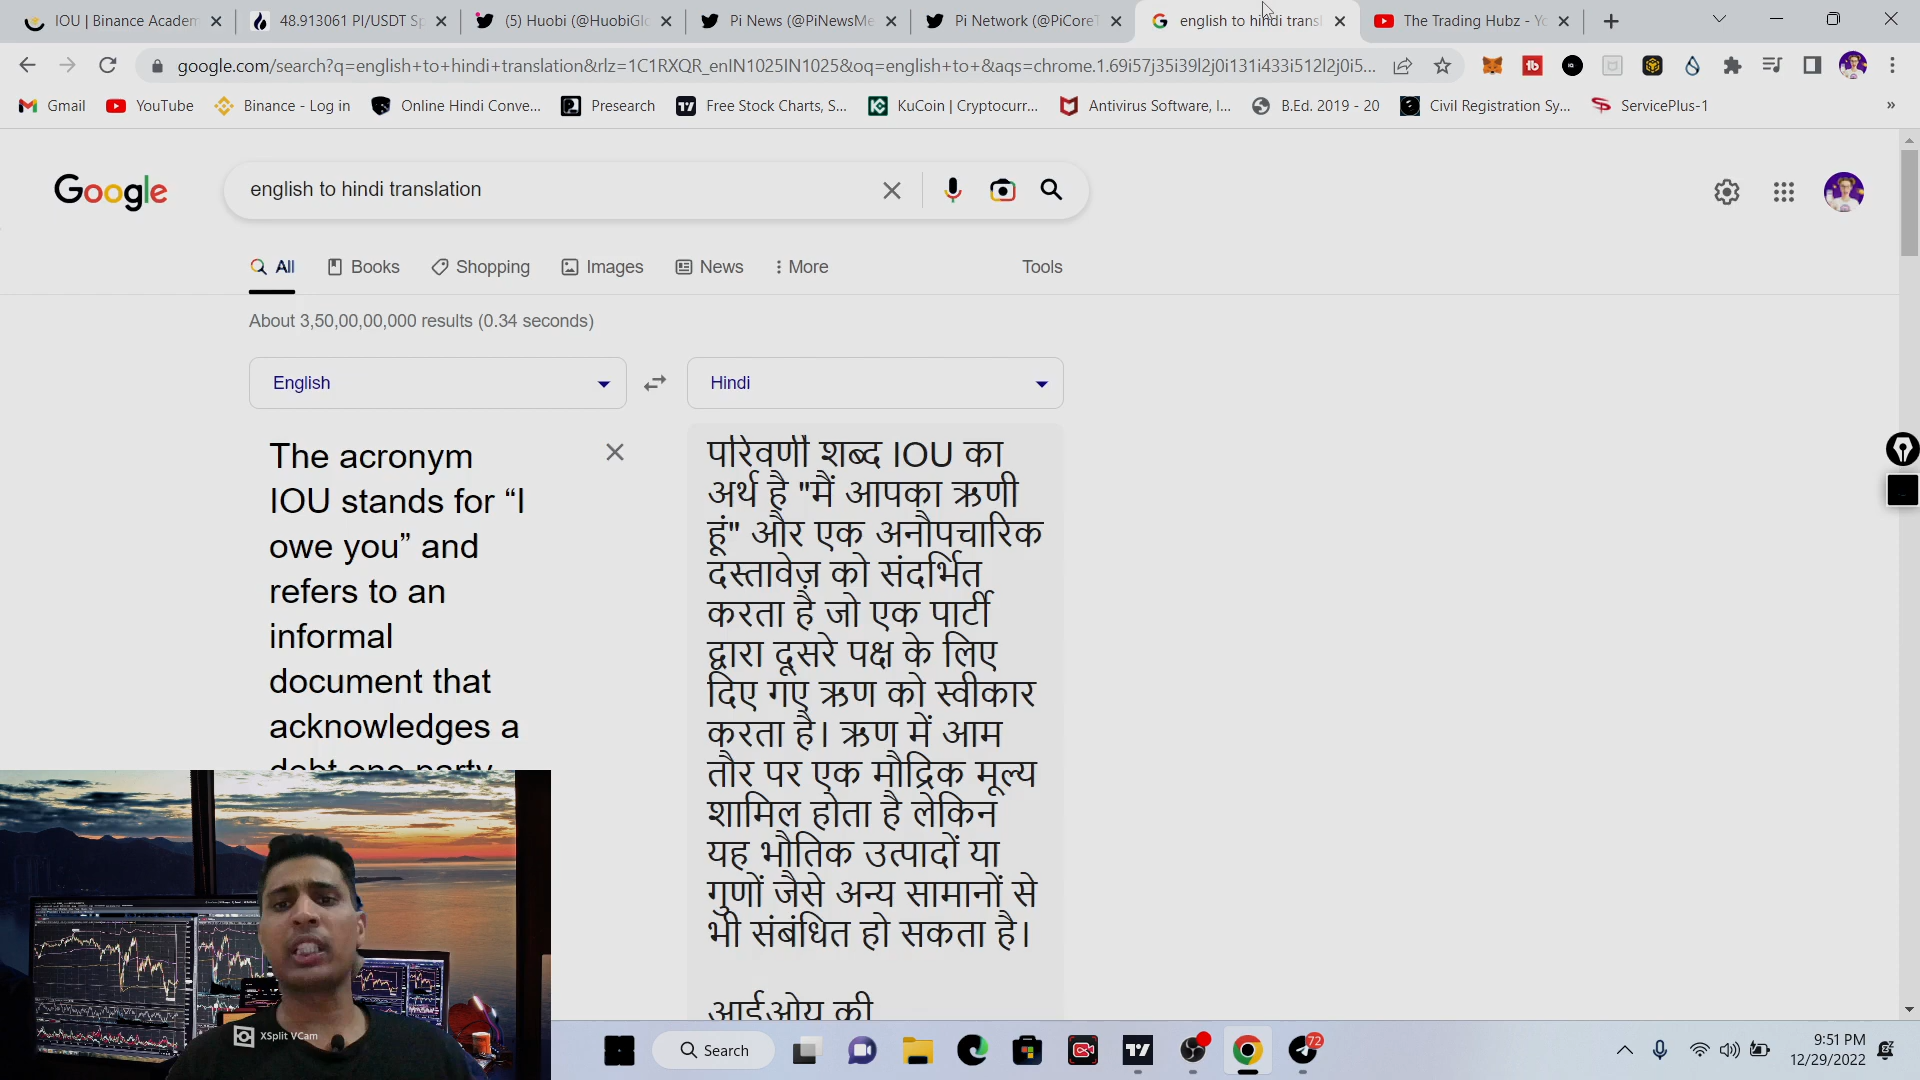 IOU | Binance Academ
48.913061 PI/USDT Sp
(5) Huobi (@HuobiGlo
Pi News (@PiNewsMe
Pi Network (@PiCoreT
english to hindi transl
The Trading Hubz - Yo
google.com/search?q=english+to+hindi+translation&rlz=1C1RXQR_enIN1025IN1025&oq=english+to+&aqs=chrome.1.69i57j35i39l2j0i131i433i512l2j0i5...
Gmail
YouTube
Binance - Log in
Online Hindi Conve...
Presearch
Free Stock Charts, S...
KuCoin | Cryptocurr...
Antivirus Software, I...
B.Ed. 2019 - 20
Civil Registration Sy...
ServicePlus-1
»
Google
english to hindi translation
All
Books
Shopping
Images
News
More
Tools
About 3,50,00,00,000 results (0.34 seconds)
English
Hindi
The acronym
IOU stands for “I
owe you” and
refers to an
informal
document that
acknowledges a
debt one party
परिवर्णी शब्द IOU का
अर्थ है "मैं आपका ऋणी
हूं" और एक अनौपचारिक
दस्तावेज़ को संदर्भित
करता है जो एक पार्टी
द्वारा दूसरे पक्ष के लिए
दिए गए ऋण को स्वीकार
करता है। ऋण में आम
तौर पर एक मौद्रिक मूल्य
शामिल होता है लेकिन
यह भौतिक उत्पादों या
गुणों जैसे अन्य सामानों से
भी संबंधित हो सकता है।
आईओयू की
XSplit VCam
Search
72
9:51 PM
12/29/2022